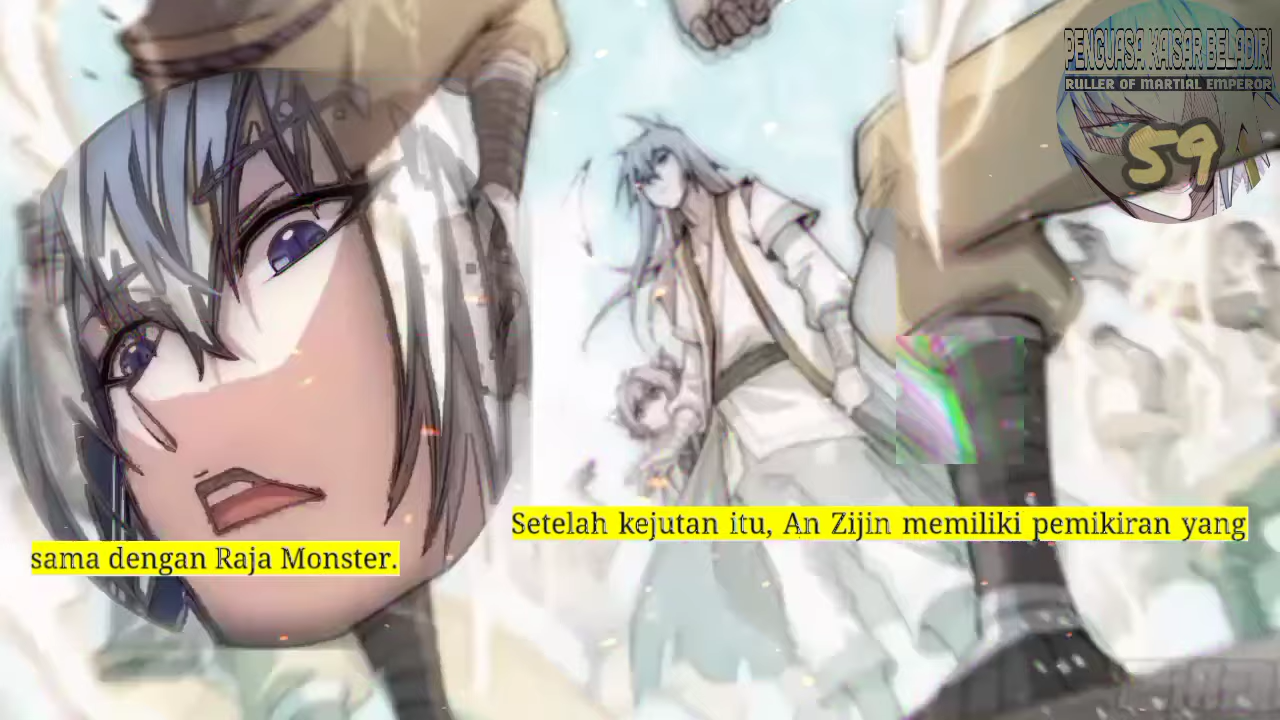 PENGUASA KAISAR BELADIRI
RULLER OF MARTIAL EMPEROR
59
Setelah kejutan itu, An Zijin memiliki pemikiran yang
sama dengan Raja Monster.